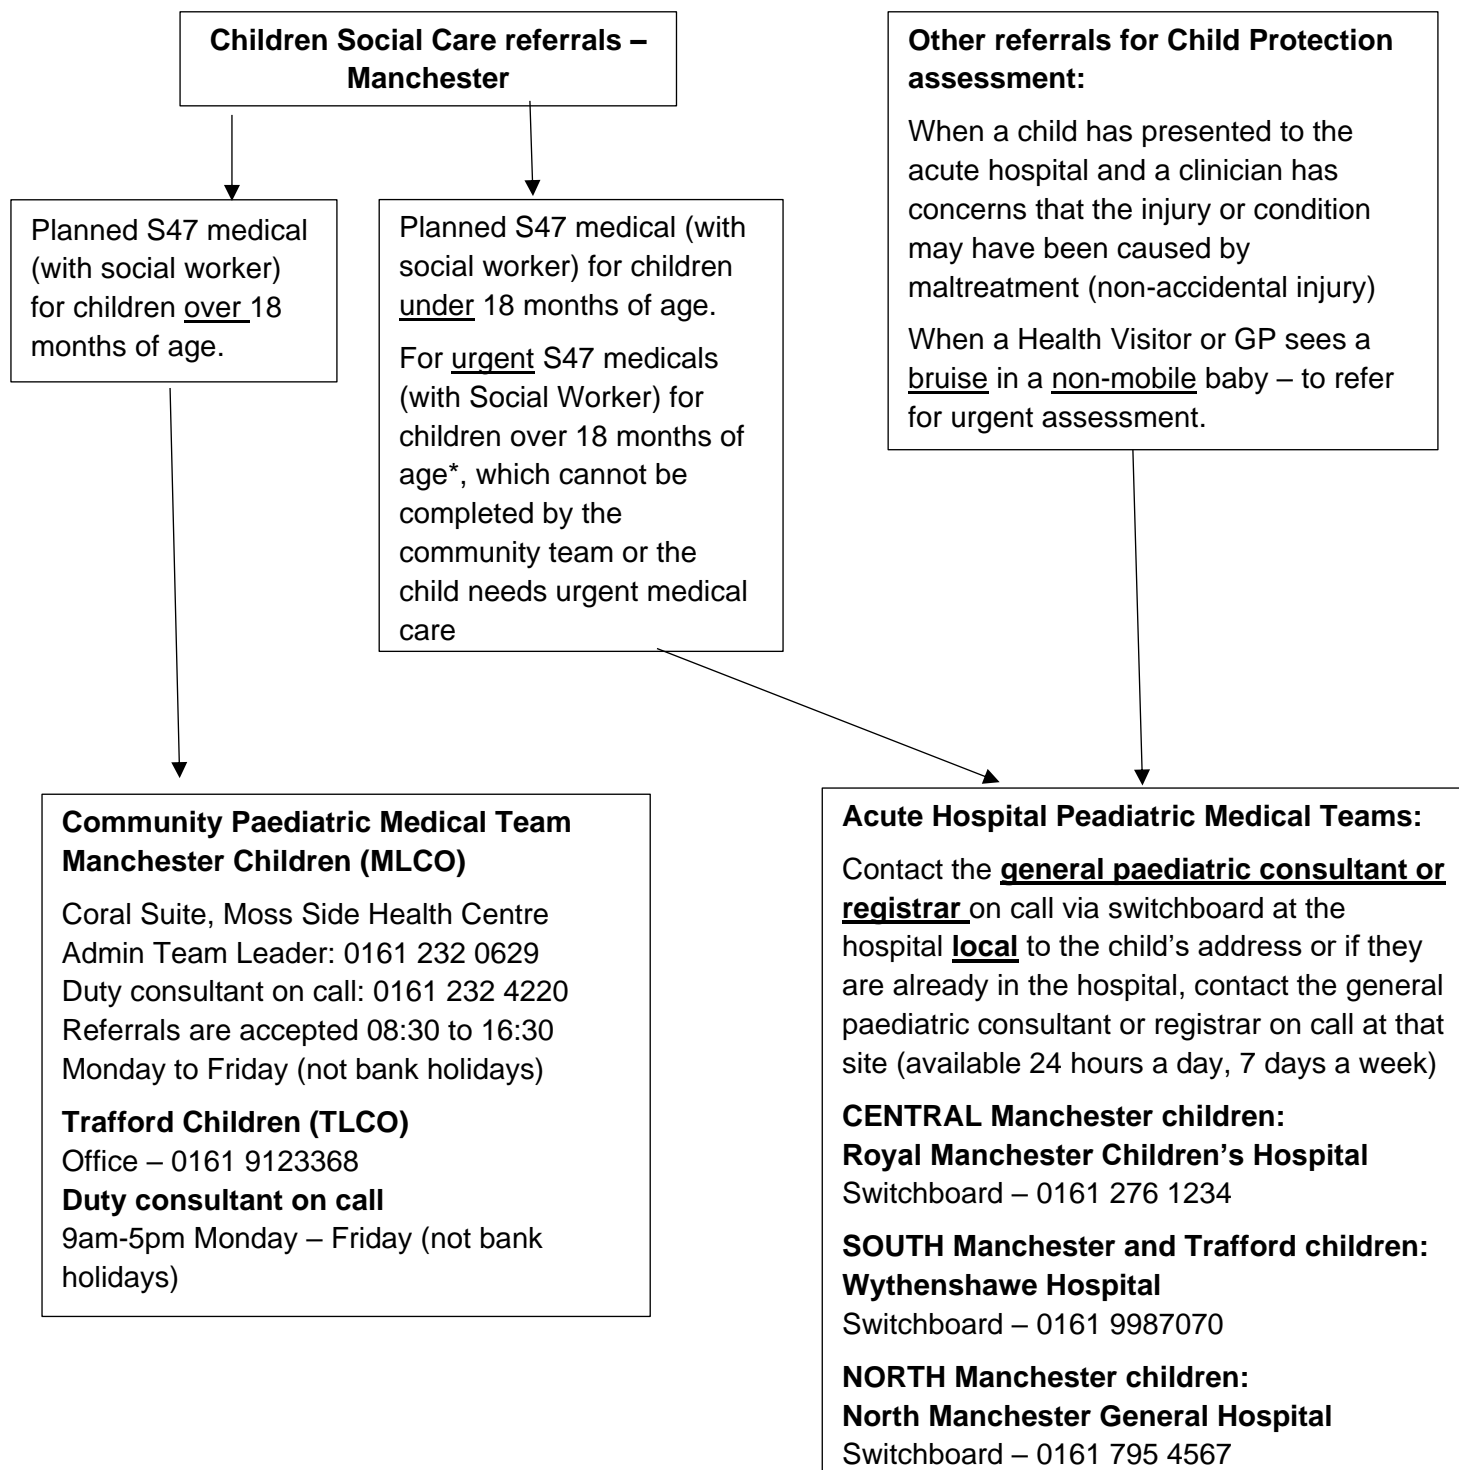 Children Social Care referrals –
Manchester
Other referrals for Child Protection
assessment:
When a child has presented to the
acute hospital and a clinician has
concerns that the injury or condition
may have been caused by
maltreatment (non-accidental injury)
When a Health Visitor or GP sees a
bruise in a non-mobile baby – to refer
for urgent assessment.
Planned S47 medical
(with social worker)
for children over 18
months of age.
Planned S47 medical (with
social worker) for children
under 18 months of age.
For urgent S47 medicals
(with Social Worker) for
children over 18 months of
age*, which cannot be
completed by the
community team or the
child needs urgent medical
care
Community Paediatric Medical Team
Manchester Children (MLCO)
Coral Suite, Moss Side Health Centre
Admin Team Leader: 0161 232 0629
Duty consultant on call: 0161 232 4220
Referrals are accepted 08:30 to 16:30
Monday to Friday (not bank holidays)
Trafford Children (TLCO)
Office – 0161 9123368
Duty consultant on call
9am-5pm Monday – Friday (not bank
holidays)
Acute Hospital Peadiatric Medical Teams:
Contact the general paediatric consultant or
registrar on call via switchboard at the
hospital local to the child’s address or if they
are already in the hospital, contact the general
paediatric consultant or registrar on call at that
site (available 24 hours a day, 7 days a week)
CENTRAL Manchester children:
Royal Manchester Children’s Hospital
Switchboard – 0161 276 1234
SOUTH Manchester and Trafford children:
Wythenshawe Hospital
Switchboard – 0161 9987070
NORTH Manchester children:
North Manchester General Hospital
Switchboard – 0161 795 4567